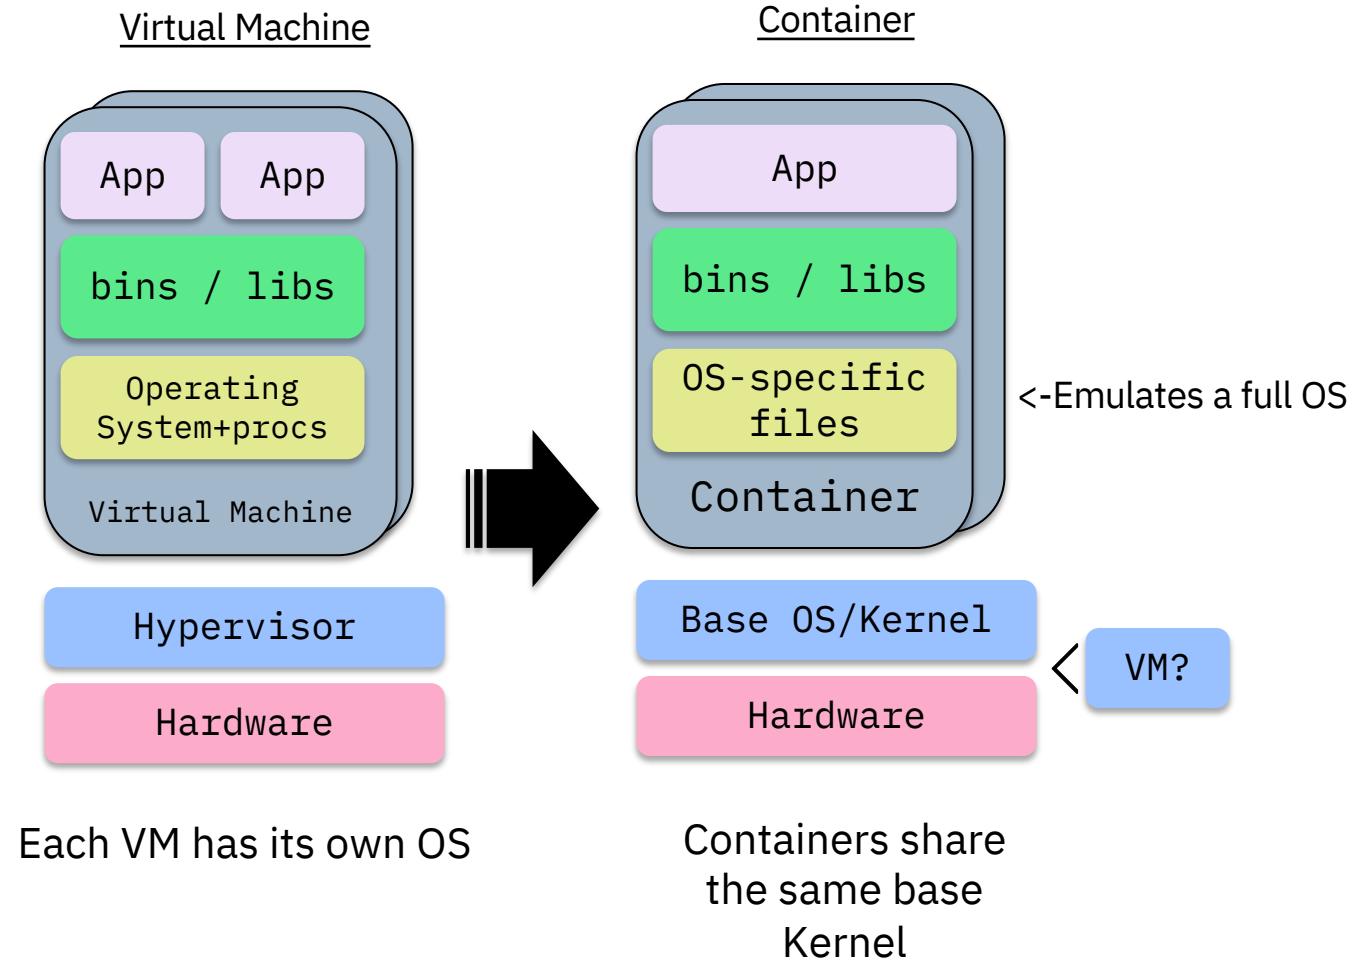 Virtual Machine
App
App
bins / libs
Operating
System+procs
Virtual Machine
Hypervisor
Hardware
Each VM has its own OS
Container
App
bins / libs
OS-specific
files
<-Emulates a full OS
Container
Base OS/Kernel
VM?
Hardware
Containers share
the same base
Kernel